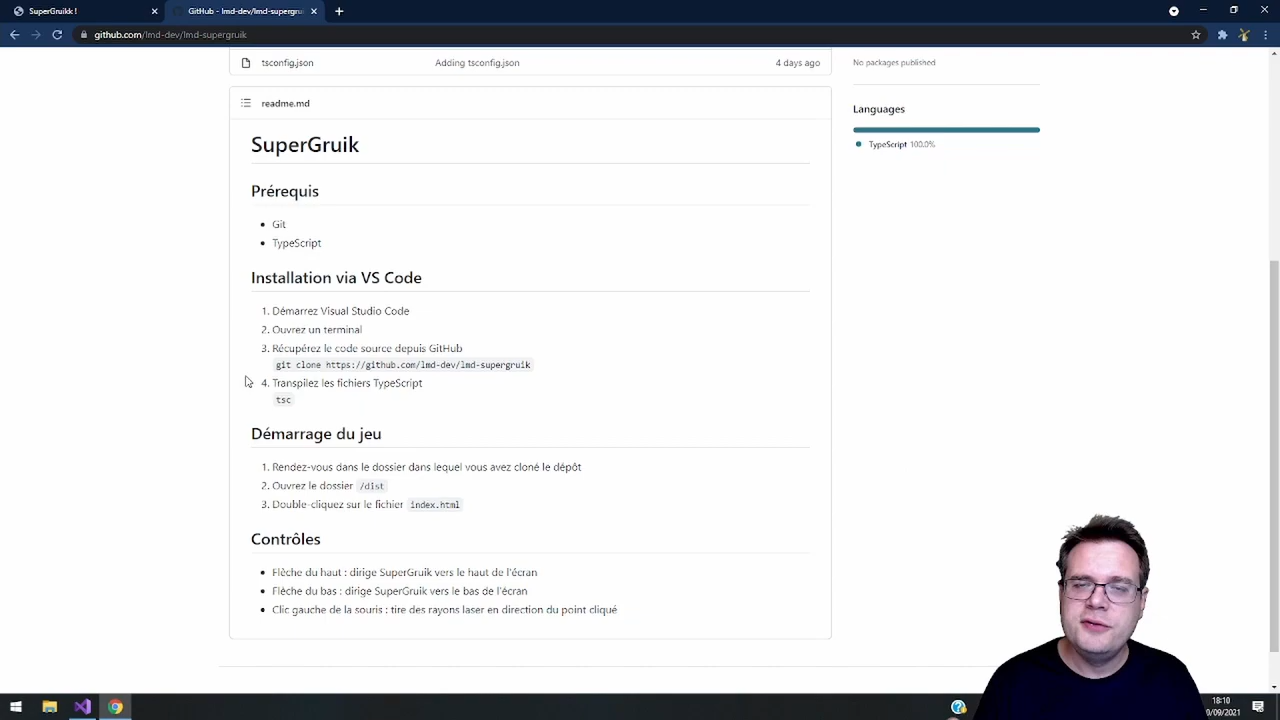 SuperGruikk !
GitHub - lmd-dev/lmd-supergrui
github.com/lmd-dev/lmd-supergruik
tsconfig.json
Adding tsconfig.json
4 days ago
No packages published
readme.md
Languages
TypeScript 100.0%
SuperGruik
Prérequis
Git
TypeScript
Installation via VS Code
1. Démarrez Visual Studio Code
2. Ouvrez un terminal
3. Récupérez le code source depuis GitHub
git clone https://github.com/lmd-dev/lmd-supergruik
4. Transpilez les fichiers TypeScript
tsc
Démarrage du jeu
1. Rendez-vous dans le dossier dans lequel vous avez cloné le dépôt
2. Ouvrez le dossier /dist
3. Double-cliquez sur le fichier index.html
Contrôles
Flèche du haut : dirige SuperGruik vers le haut de l'écran
Flèche du bas : dirige SuperGruik vers le bas de l'écran
Clic gauche de la souris : tire des rayons laser en direction du point cliqué
18:10
0/09/2021